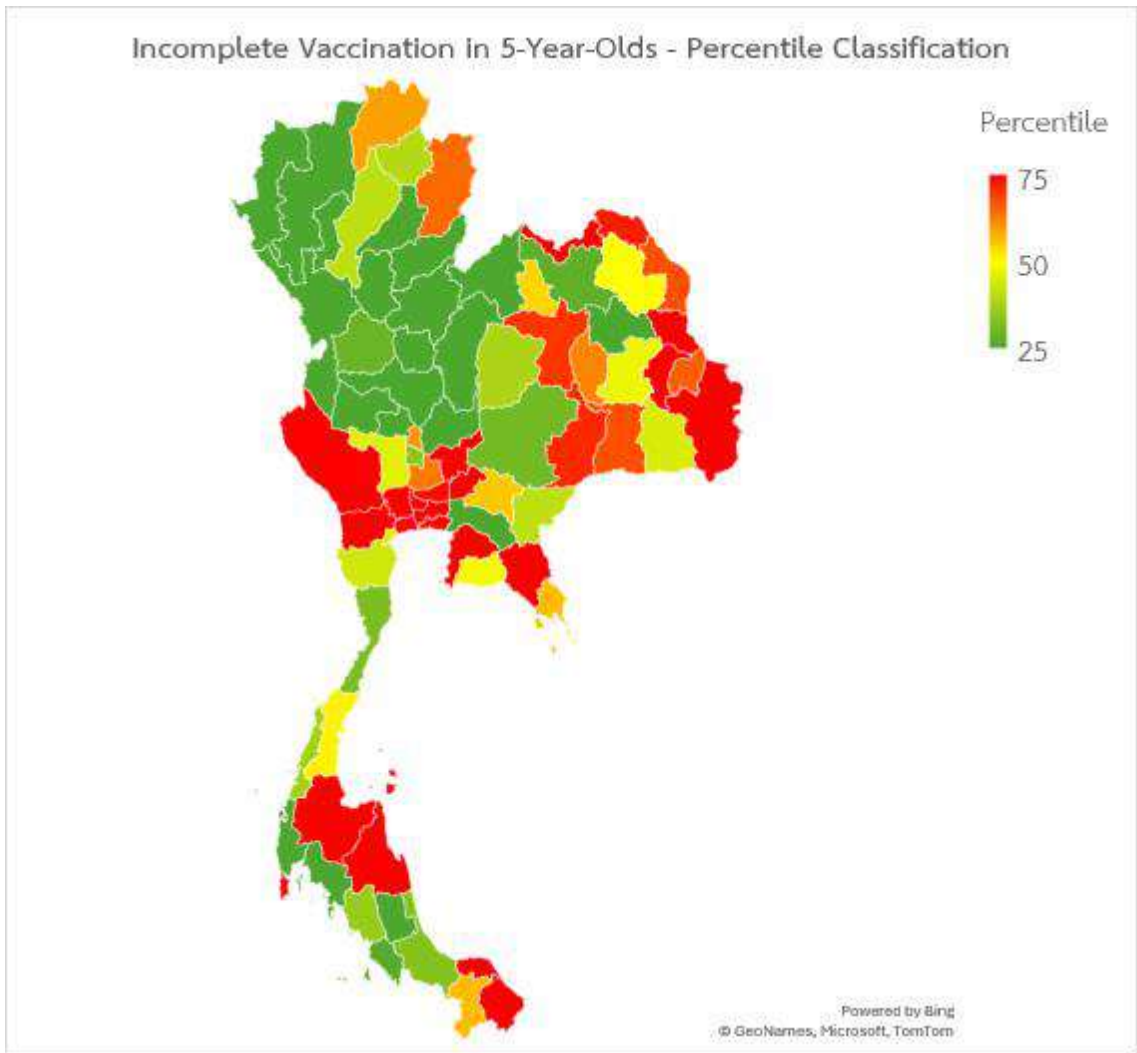 Incomplete Vaccination in 5-Year-Olds - Percentile Classification
Percentile
75
50
25
Powered by Bing
© GeoNames, Microsoft, TomTom